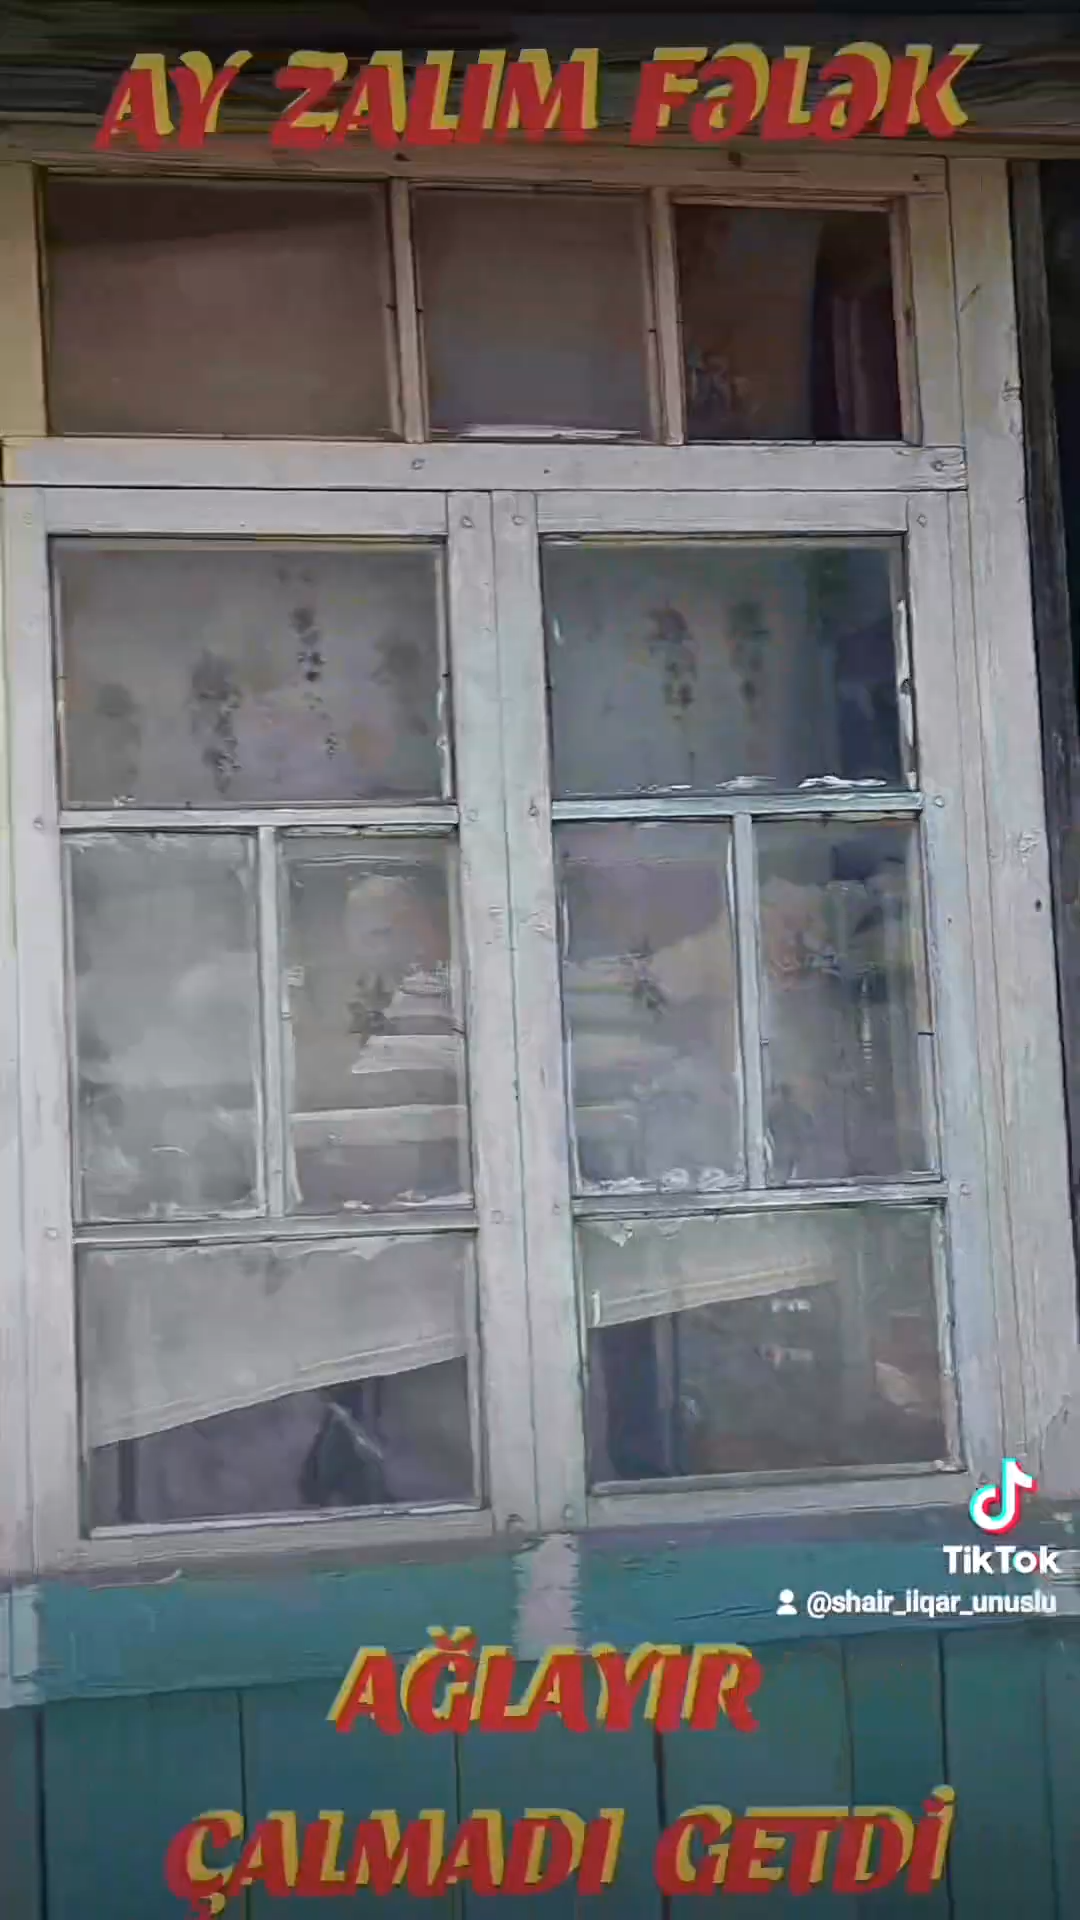 AY ZALIM FƏLƏK
TikTok
@shair_ilqar_unuslu
AĞLAYIR
ÇALMADI GETDİ